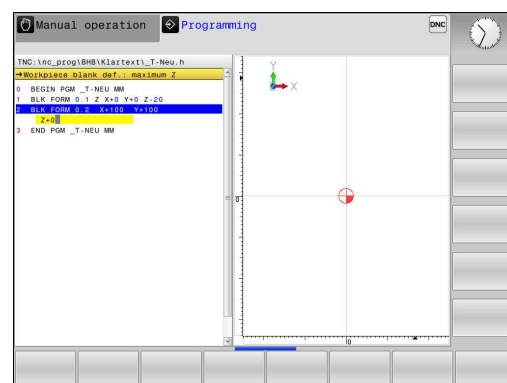 Manual operation
Programming
DNC
TNC:\nc_prog\BHB\Klartext\_T-Neu.h
→Workpiece blank def.: maximum Z
0 BEGIN PGM _T-NEU MM
1 BLK FORM 0.1 Z X+0 Y+0 Z-20
2 BLK FORM 0.2 X+100 Y+100
Z+0
3 END PGM _T-NEU MM
Y
X
0
0